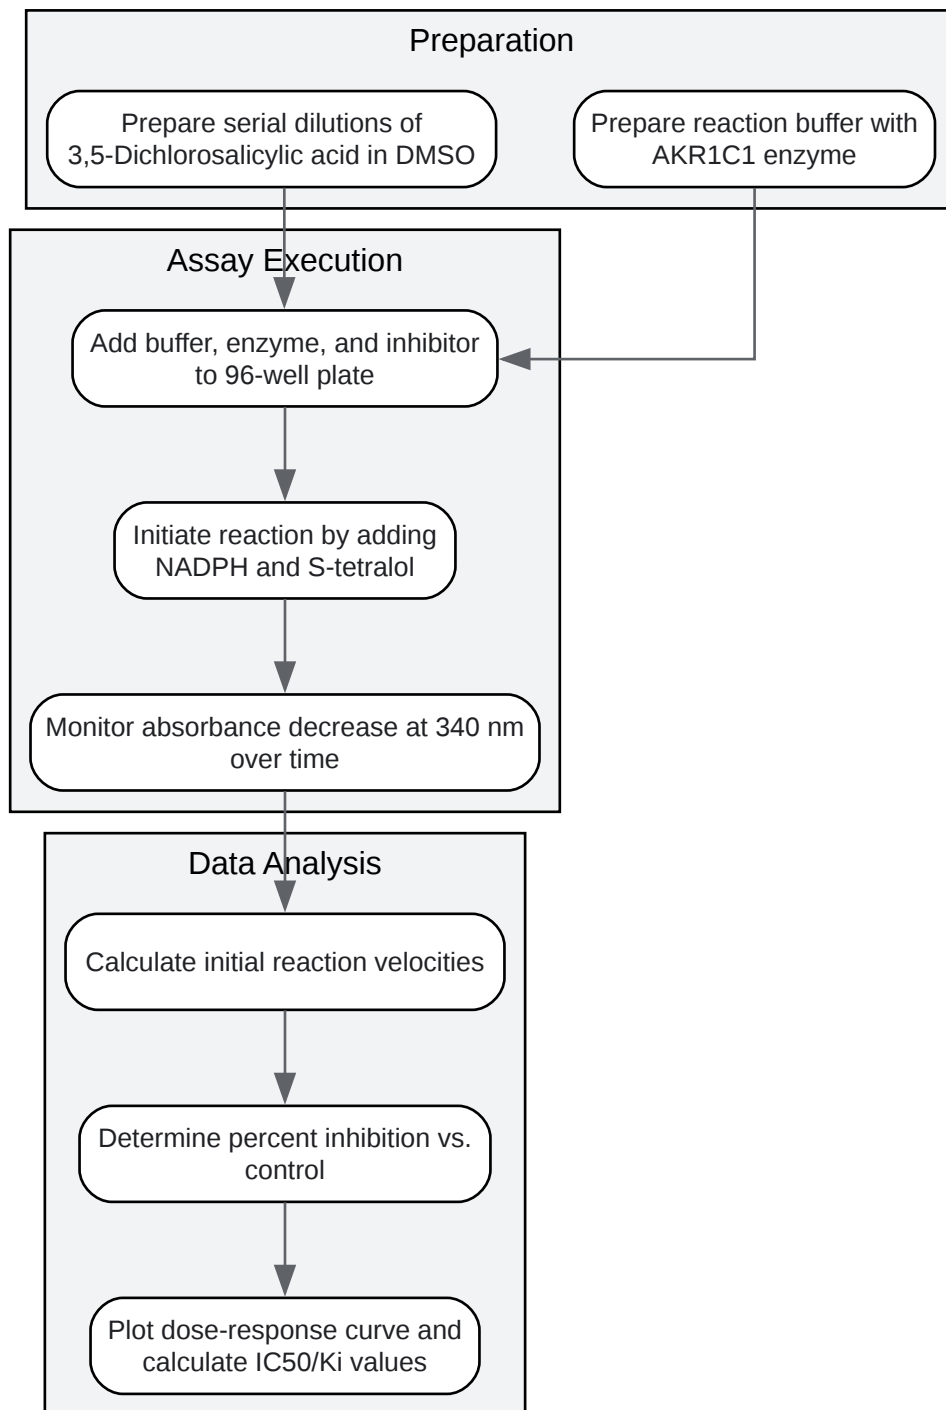 Preparation
Prepare serial dilutions of
3,5-Dichlorosalicylic acid in DMSO
Prepare reaction buffer with
AKR1C1 enzyme
Assay Execution
Add buffer, enzyme, and inhibitor
to 96-well plate
Initiate reaction by adding
NADPH and S-tetralol
Monitor absorbance decrease at 340 nm
over time
Data Analysis
Calculate initial reaction velocities
Determine percent inhibition vs.
control
Plot dose-response curve and
calculate IC50/Ki values